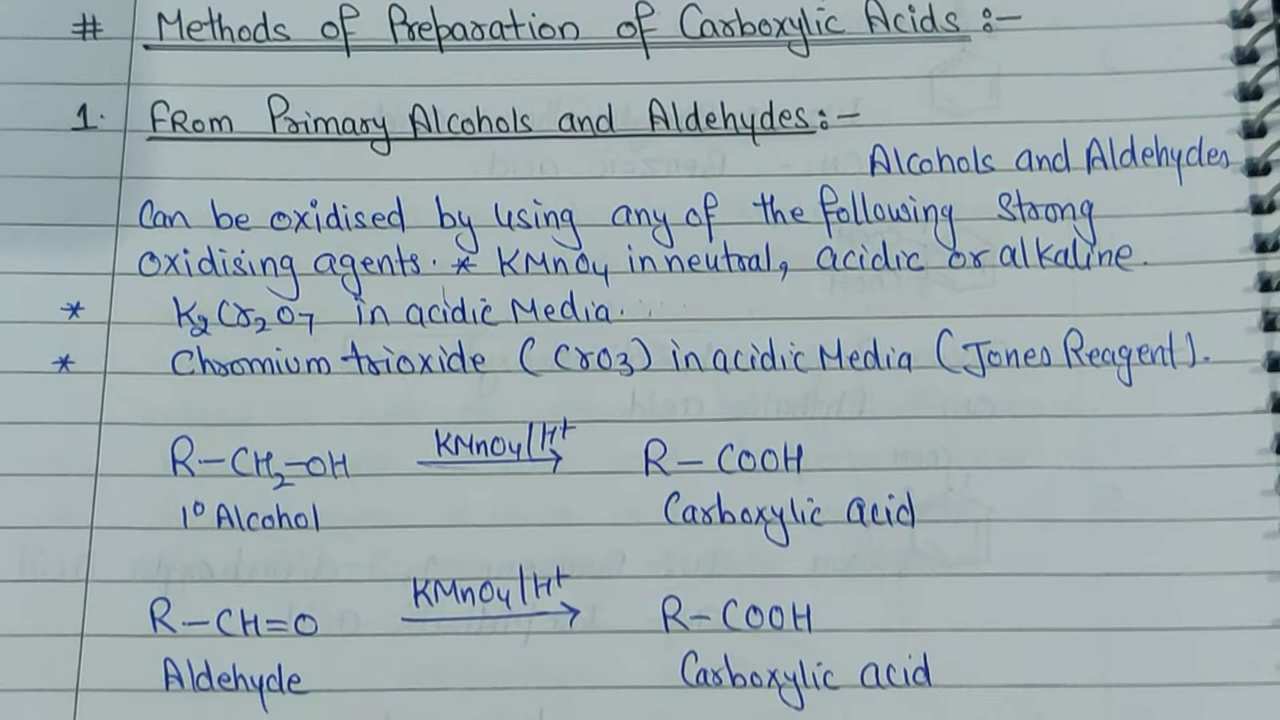 # Methods of Preparation of Carboxylic Acids :-
1. FRom Primary Alcohols and Aldehydes :-
Alcohols and Aldehydes
Can be oxidised by using any of the following strong
oxidising agents. * KMnO4 in neutral, acidic or alkaline.
* K2Cr2O7 in acidic Media.
* Chromium trioxide (CrO3) in acidic Media (Jones Reagent).
R-CH2-OH KMnO4/H+ → R-COOH
1° Alcohol Carboxylic acid
R-CH=O KMnO4/H+ → R-COOH
Aldehyde Carboxylic acid